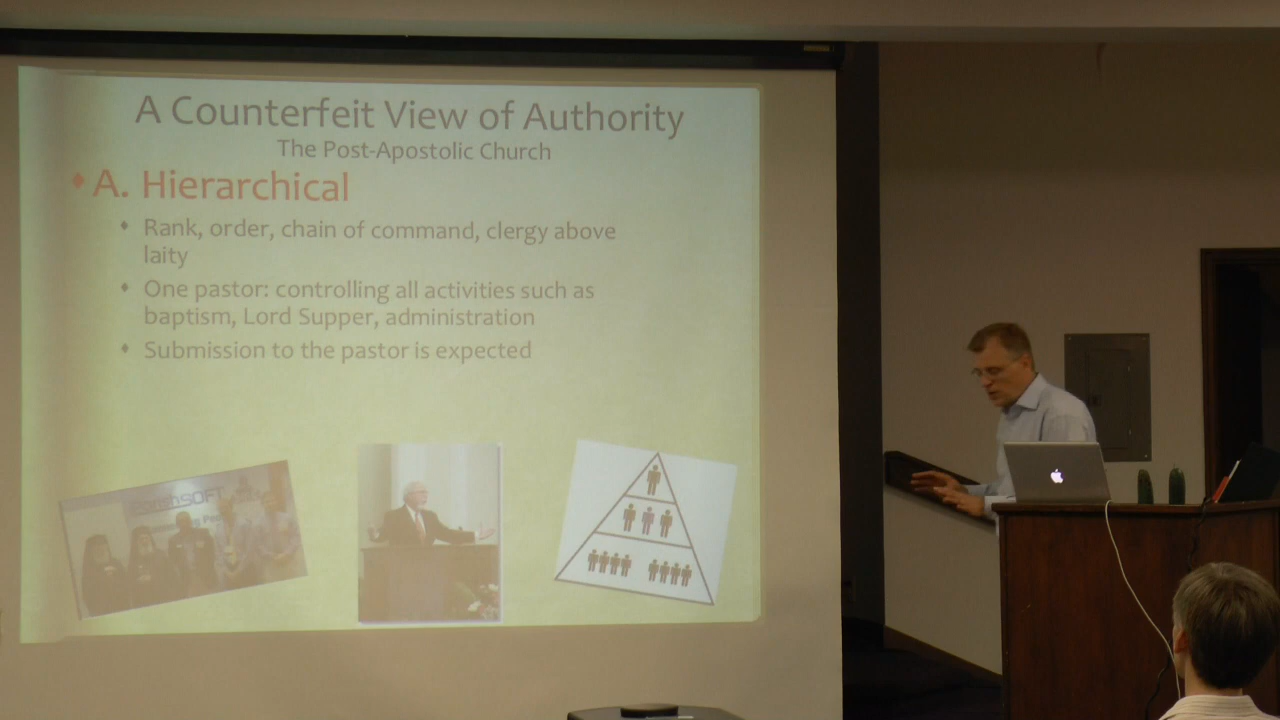 A Counterfeit View of Authority
The Post-Apostolic Church
A. Hierarchical
Rank, order, chain of command, clergy above
laity
One pastor: controlling all activities such as
baptism, Lord Supper, administration
Submission to the pastor is expected